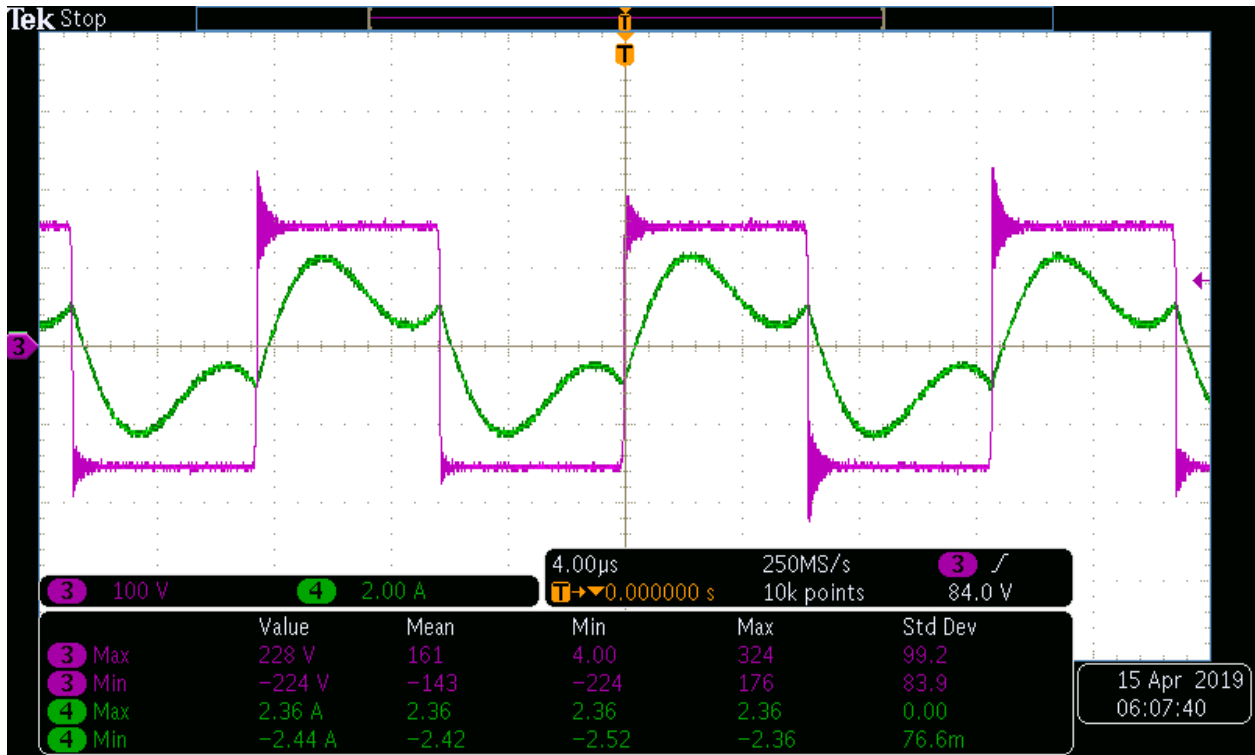 Tek Stop
T
T
3
4.00µs 250MS/s 3 ∫
3 100 V 4 2.00 A T→▼0.000000 s 10k points 84.0 V
Value Mean Min Max Std Dev
3 Max 228 V 161 4.00 324 99.2
3 Min −224 V −143 −224 176 83.9
4 Max 2.36 A 2.36 2.36 2.36 0.00
4 Min −2.44 A −2.42 −2.52 −2.36 76.6m
15 Apr 2019
06:07:40